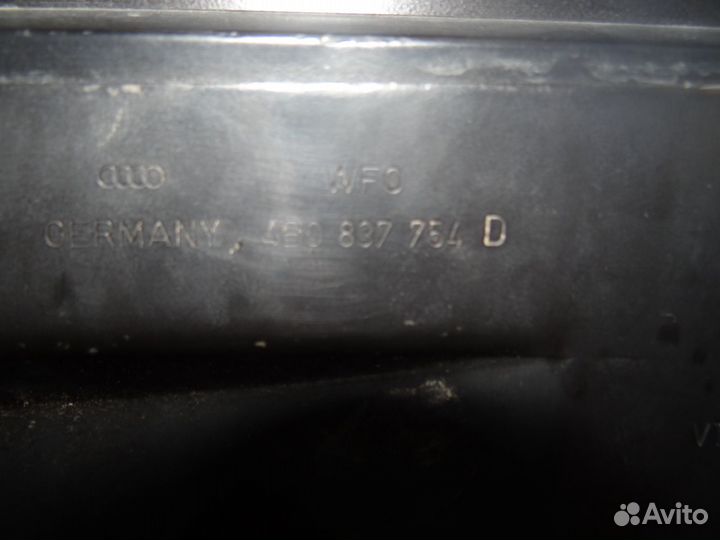 WFO
GERMANY, 4B0 837 754 D
V
Avito